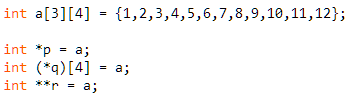 int a[3][4] = {1,2,3,4,5,6,7,8,9,10,11,12};
int *p = a;
int (*q)[4] = a;
int **r = a;